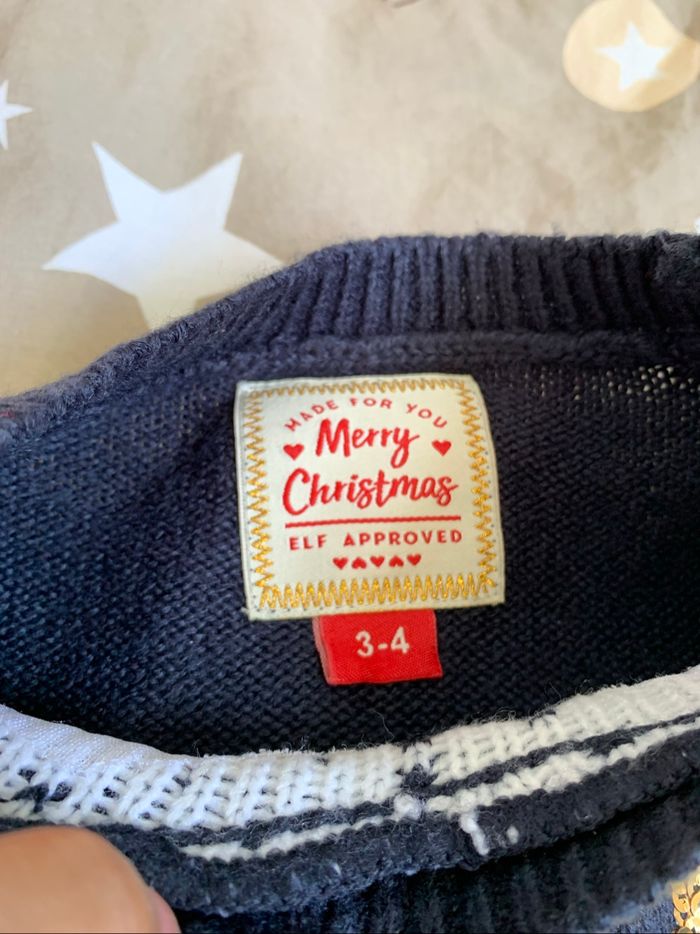 MADE FOR YOU
Merry
Christmas
ELF APPROVED
3-4